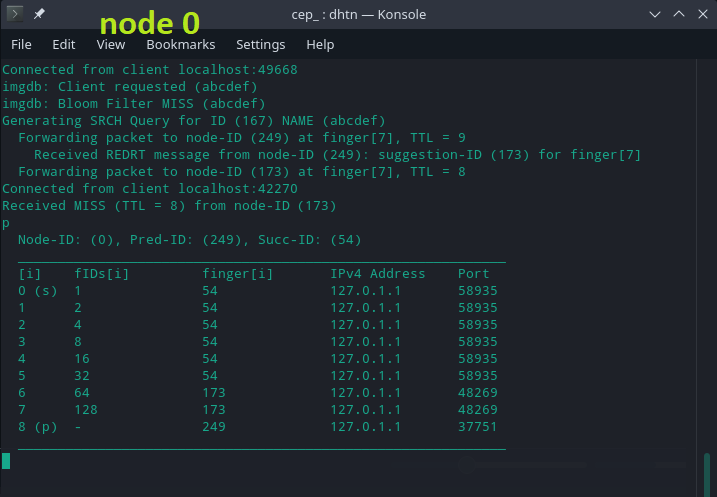 cep_ : dhtn — Konsole
node 0
File Edit View Bookmarks Settings Help
Connected from client localhost:49668
imgdb: Client requested (abcdef)
imgdb: Bloom Filter MISS (abcdef)
Generating SRCH Query for ID (167) NAME (abcdef)
Forwarding packet to node-ID (249) at finger[7], TTL = 9
Received REDRT message from node-ID (249): suggestion-ID (173) for finger[7]
Forwarding packet to node-ID (173) at finger[7], TTL = 8
Connected from client localhost:42270
Received MISS (TTL = 8) from node-ID (173)
p
Node-ID: (0), Pred-ID: (249), Succ-ID: (54)
[i] fIDs[i] finger[i] IPv4 Address Port
0 (s) 1 54 127.0.1.1 58935
1 2 54 127.0.1.1 58935
2 4 54 127.0.1.1 58935
3 8 54 127.0.1.1 58935
4 16 54 127.0.1.1 58935
5 32 54 127.0.1.1 58935
6 64 173 127.0.1.1 48269
7 128 173 127.0.1.1 48269
8 (p) - 249 127.0.1.1 37751